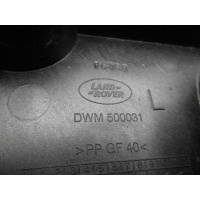 LAND-
ROVER
L
DWM 500031
>PP GF 40<